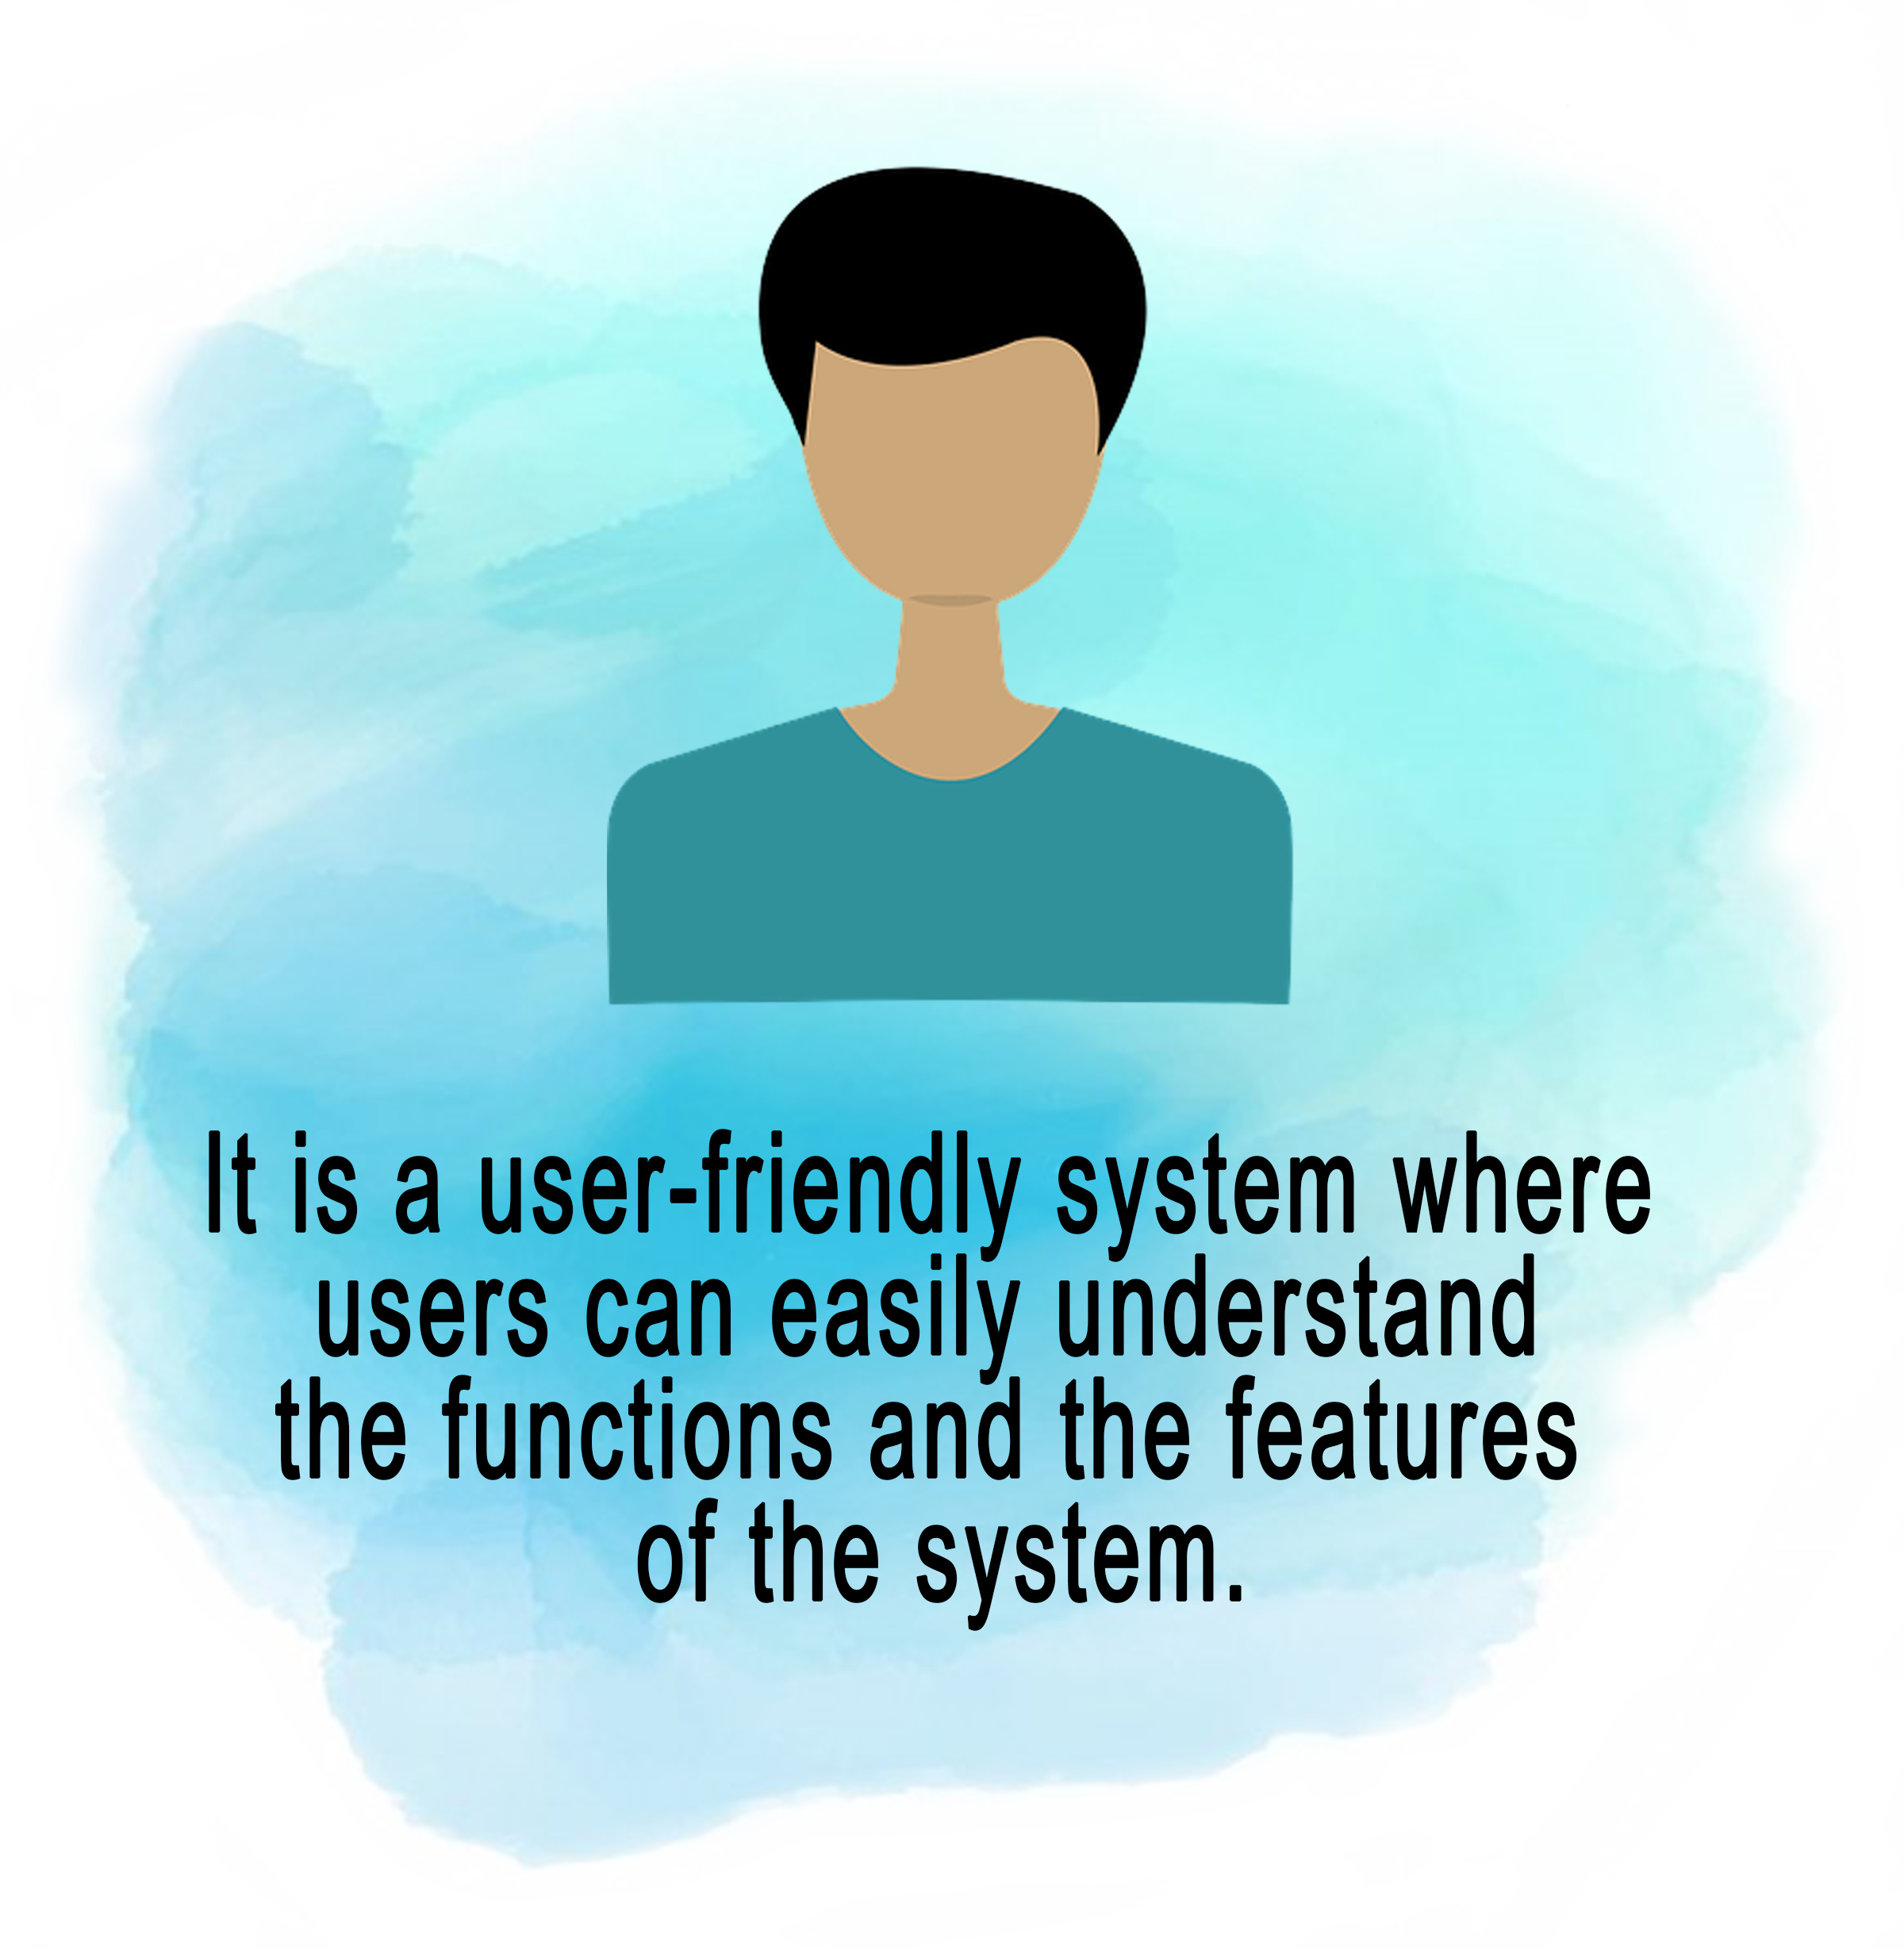 It is a user-friendly system where
users can easily understand
the functions and the features
of the system.